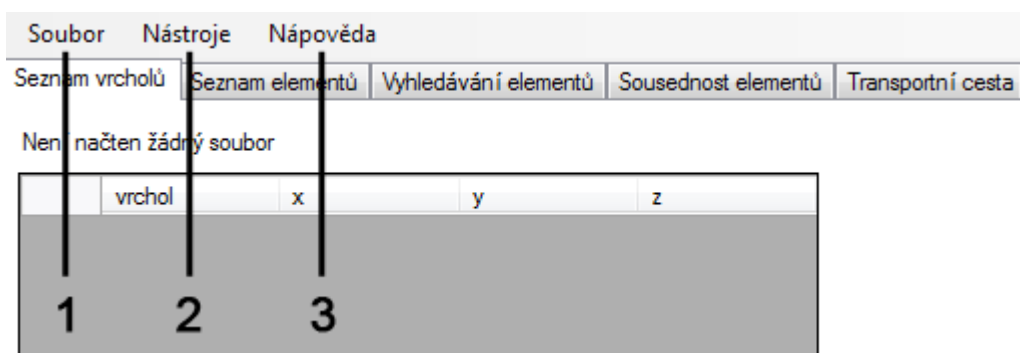 Soubor Nástroje Nápověda
Seznam vrcholů Seznam elementů Vyhledávání elementů Sousednost elementů Transportní cesta
Není načten žádný soubor
vrchol x y z
1 2 3